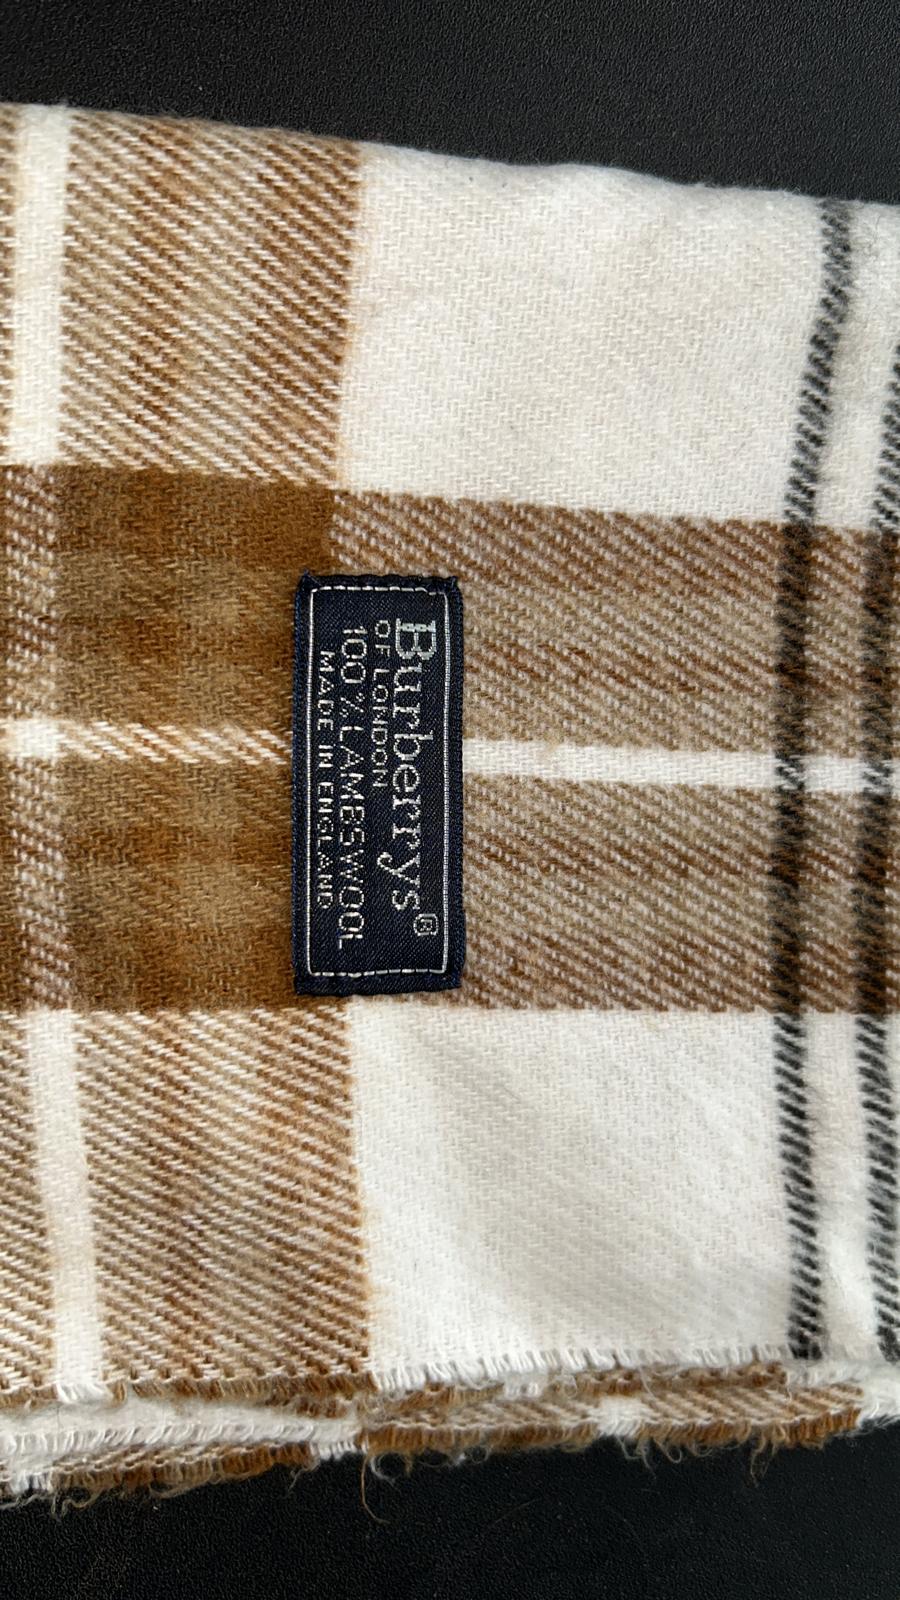 Burberrys®
OF LONDON
100% LAMBSWOOL
MADE IN ENGLAND